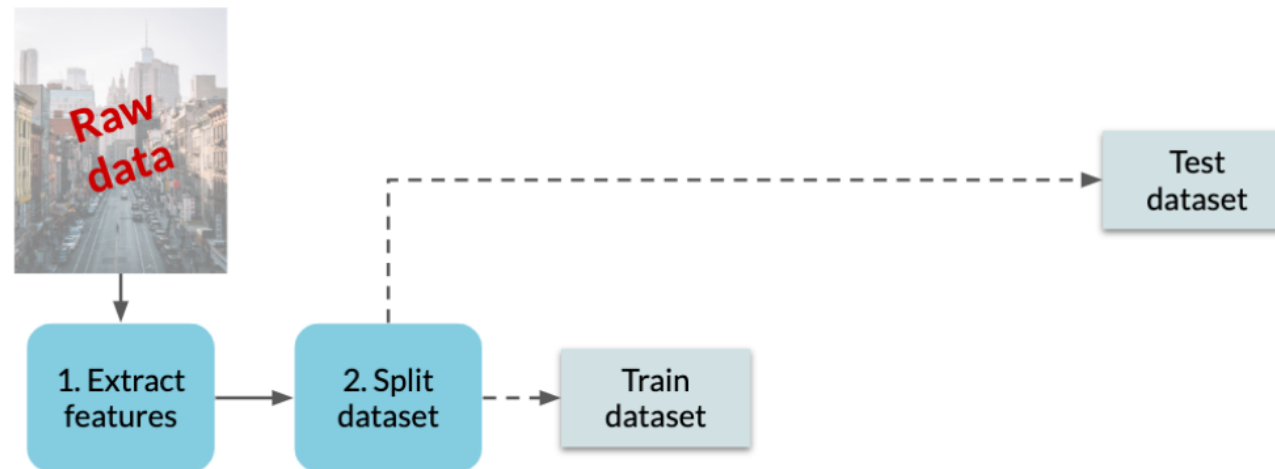 Raw
data
Test
dataset
1. Extract
features
2. Split
dataset
Train
dataset